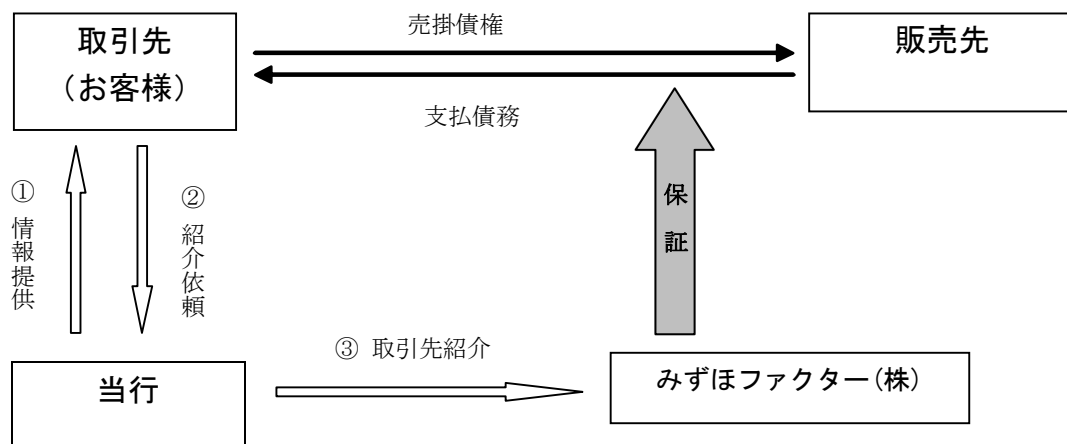 売掛債権
取引先
（お客様）
販売先
支払債務
① 情報提供
② 紹介依頼
保証
③ 取引先紹介
当行
みずほファクター(株)